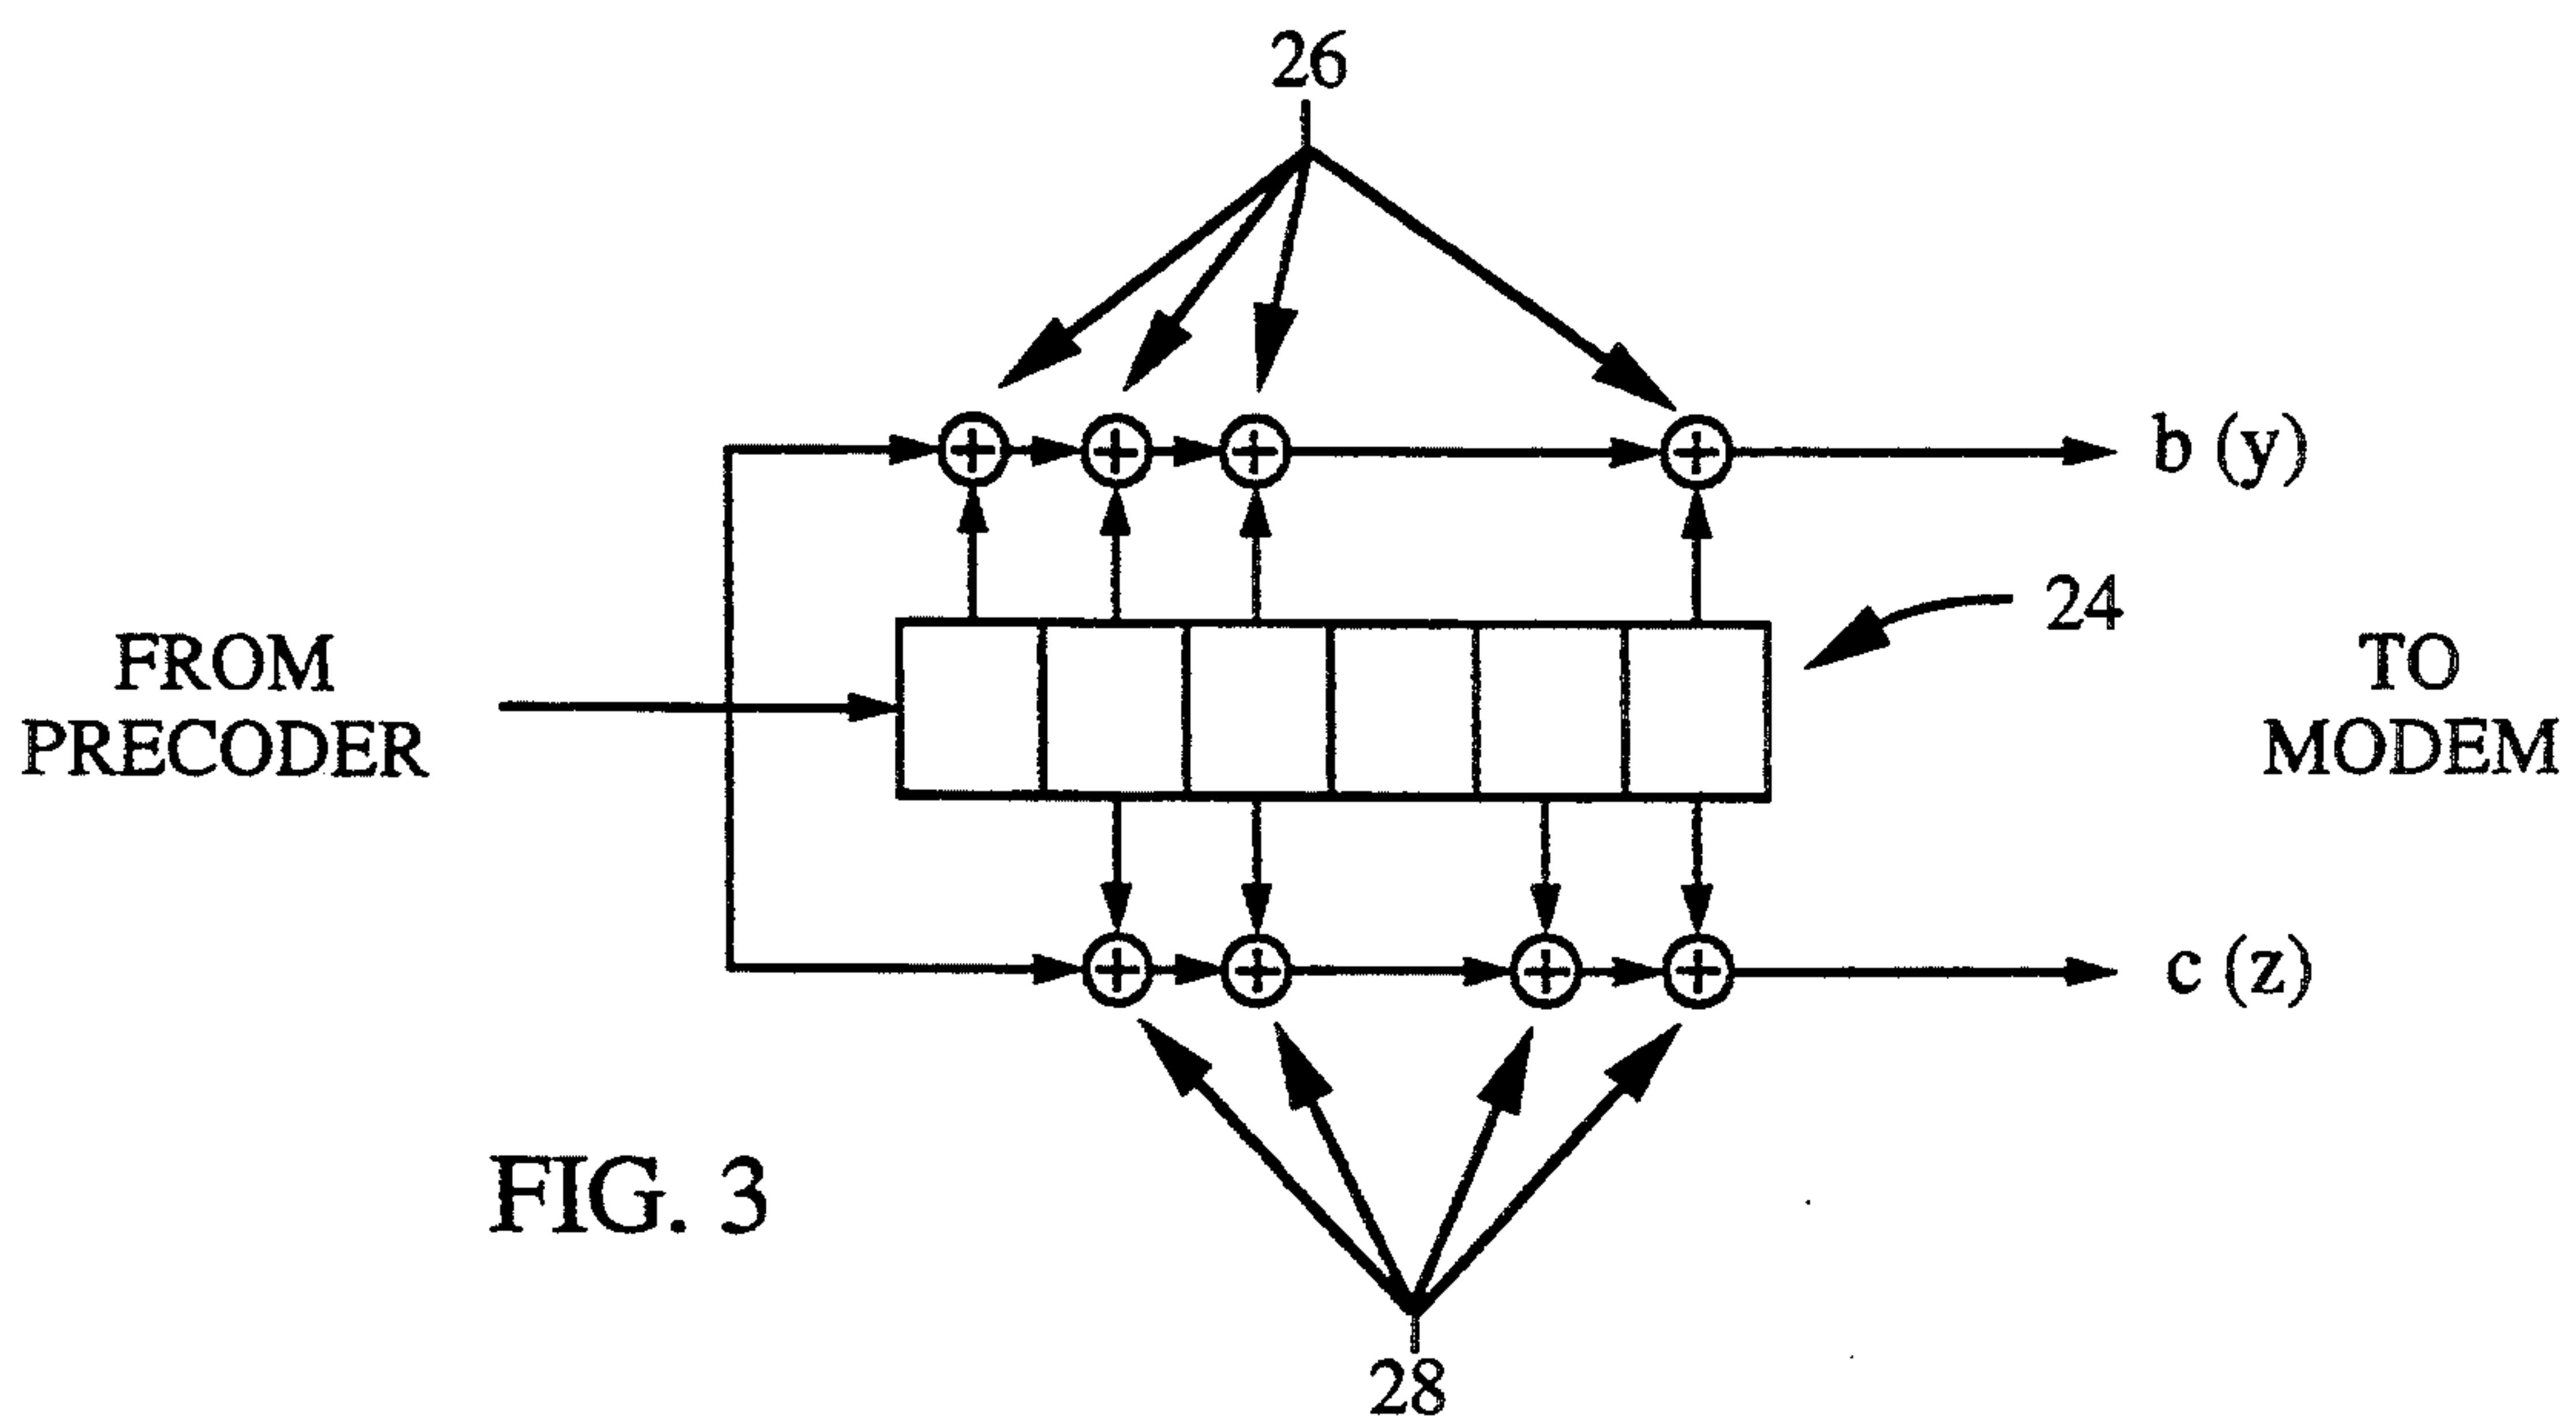 26
b (y)
24
FROM
PRECODER
TO
MODEM
c (z)
FIG. 3
28